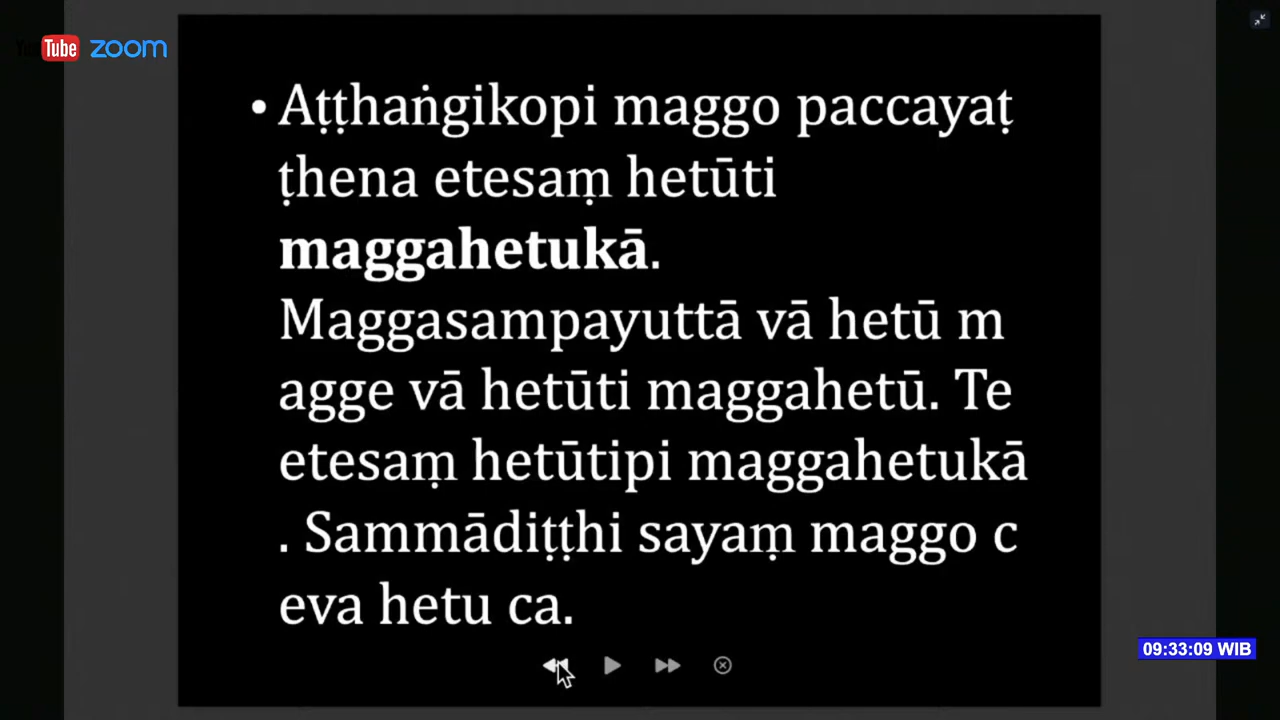 YouTube zoom
• Aṭṭhaṅgikopi maggo paccayaṭ
ṭhena etesaṃ hetūti
maggahetukā.
Maggasampayuttā vā hetū m
agge vā hetūti maggahetū. Te
etesaṃ hetūtipi maggahetukā
. Sammādiṭṭhi sayaṃ maggo c
eva hetu ca.
09:33:09 WIB